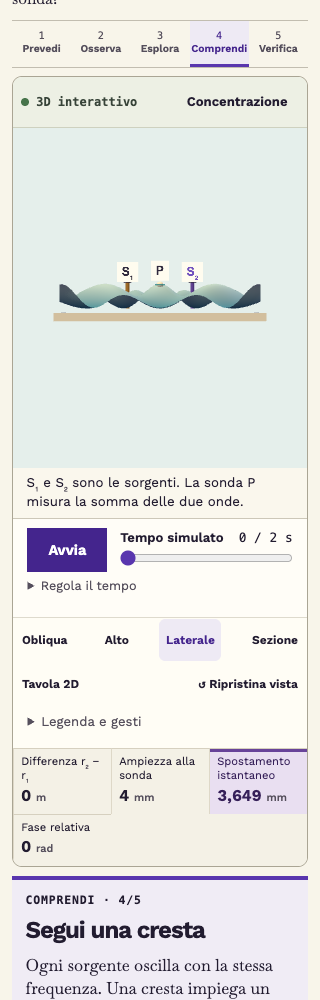 sonda?
1 2 3 4 5
Prevedi Osserva Esplora Comprendi Verifica
3D interattivo Concentrazione
S₁ P S₂
S₁ e S₂ sono le sorgenti. La sonda P
misura la somma delle due onde.
Avvia Tempo simulato 0 / 2 s
▶ Regola il tempo
Obliqua Alto Laterale Sezione
Tavola 2D ↺ Ripristina vista
▶ Legenda e gesti
Differenza r₂ − r₁
0 m
Ampiezza alla sonda
4 mm
Spostamento istantaneo
3,649 mm
Fase relativa
0 rad
COMPRENDI · 4/5
Segui una cresta
Ogni sorgente oscilla con la stessa
frequenza. Una cresta impiega un